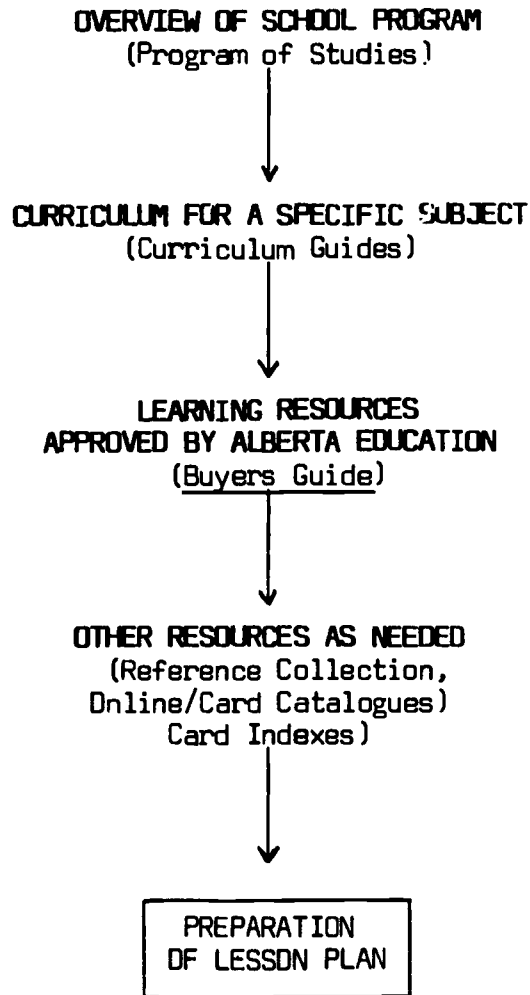 OVERVIEW OF SCHOOL PROGRAM
(Program of Studies)
CURRICULUM FOR A SPECIFIC SUBJECT
(Curriculum Guides)
LEARNING RESOURCES
APPROVED BY ALBERTA EDUCATION
(Buyers Guide)
OTHER RESOURCES AS NEEDED
(Reference Collection,
Online/Card Catalogues)
Card Indexes)
PREPARATION
OF LESSON PLAN